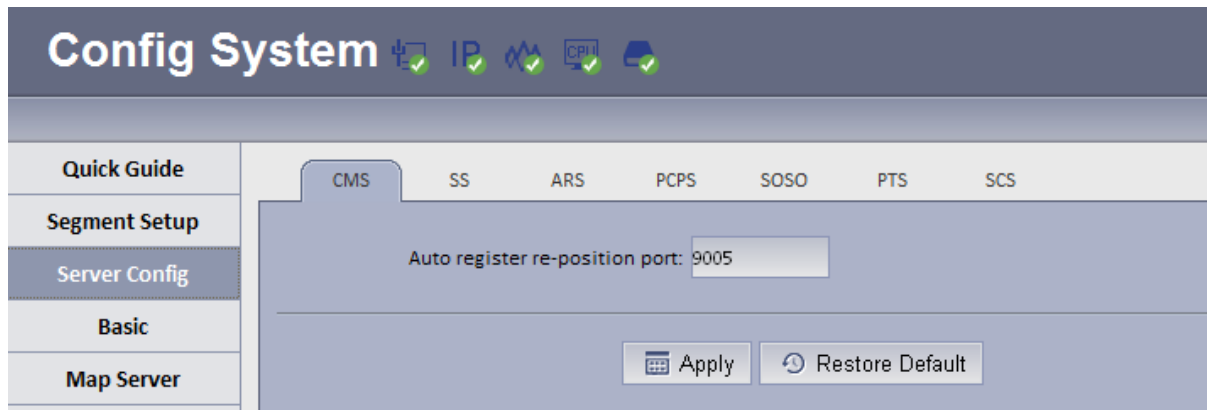 Config System IP CPU
Quick Guide
Segment Setup
Server Config
Basic
Map Server
CMS SS ARS PCPS SOSO PTS SCS
Auto register re-position port: 9005
Apply Restore Default